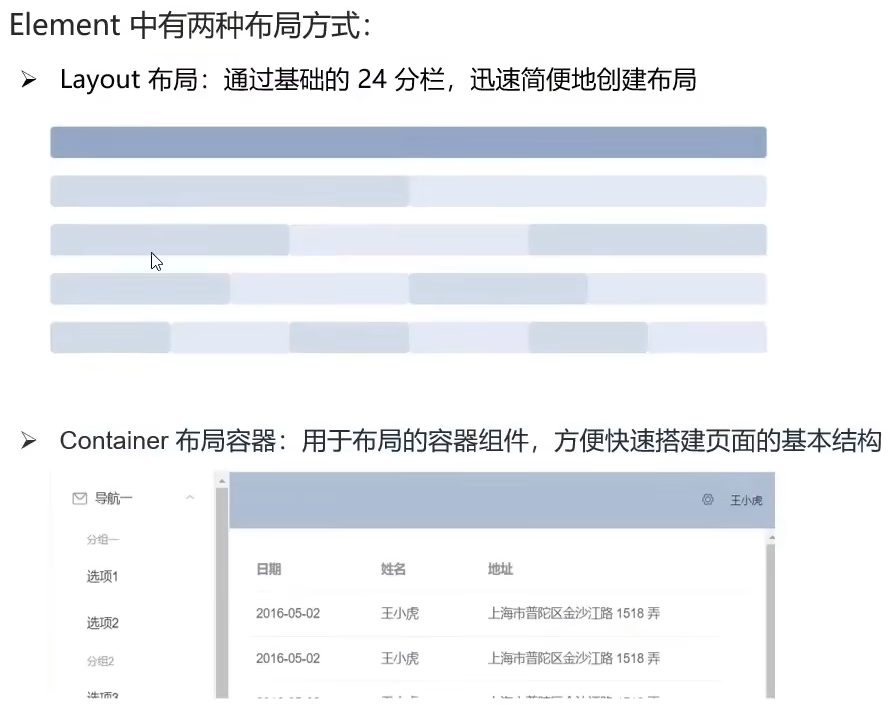 Element 中有两种布局方式：
➢ Layout 布局：通过基础的 24 分栏，迅速简便地创建布局
➢ Container 布局容器：用于布局的容器组件，方便快速搭建页面的基本结构
导航一
分组一
选项1
选项2
分组2
选项3
王小虎
日期 姓名 地址
2016-05-02 王小虎 上海市普陀区金沙江路 1518 弄
2016-05-02 王小虎 上海市普陀区金沙江路 1518 弄